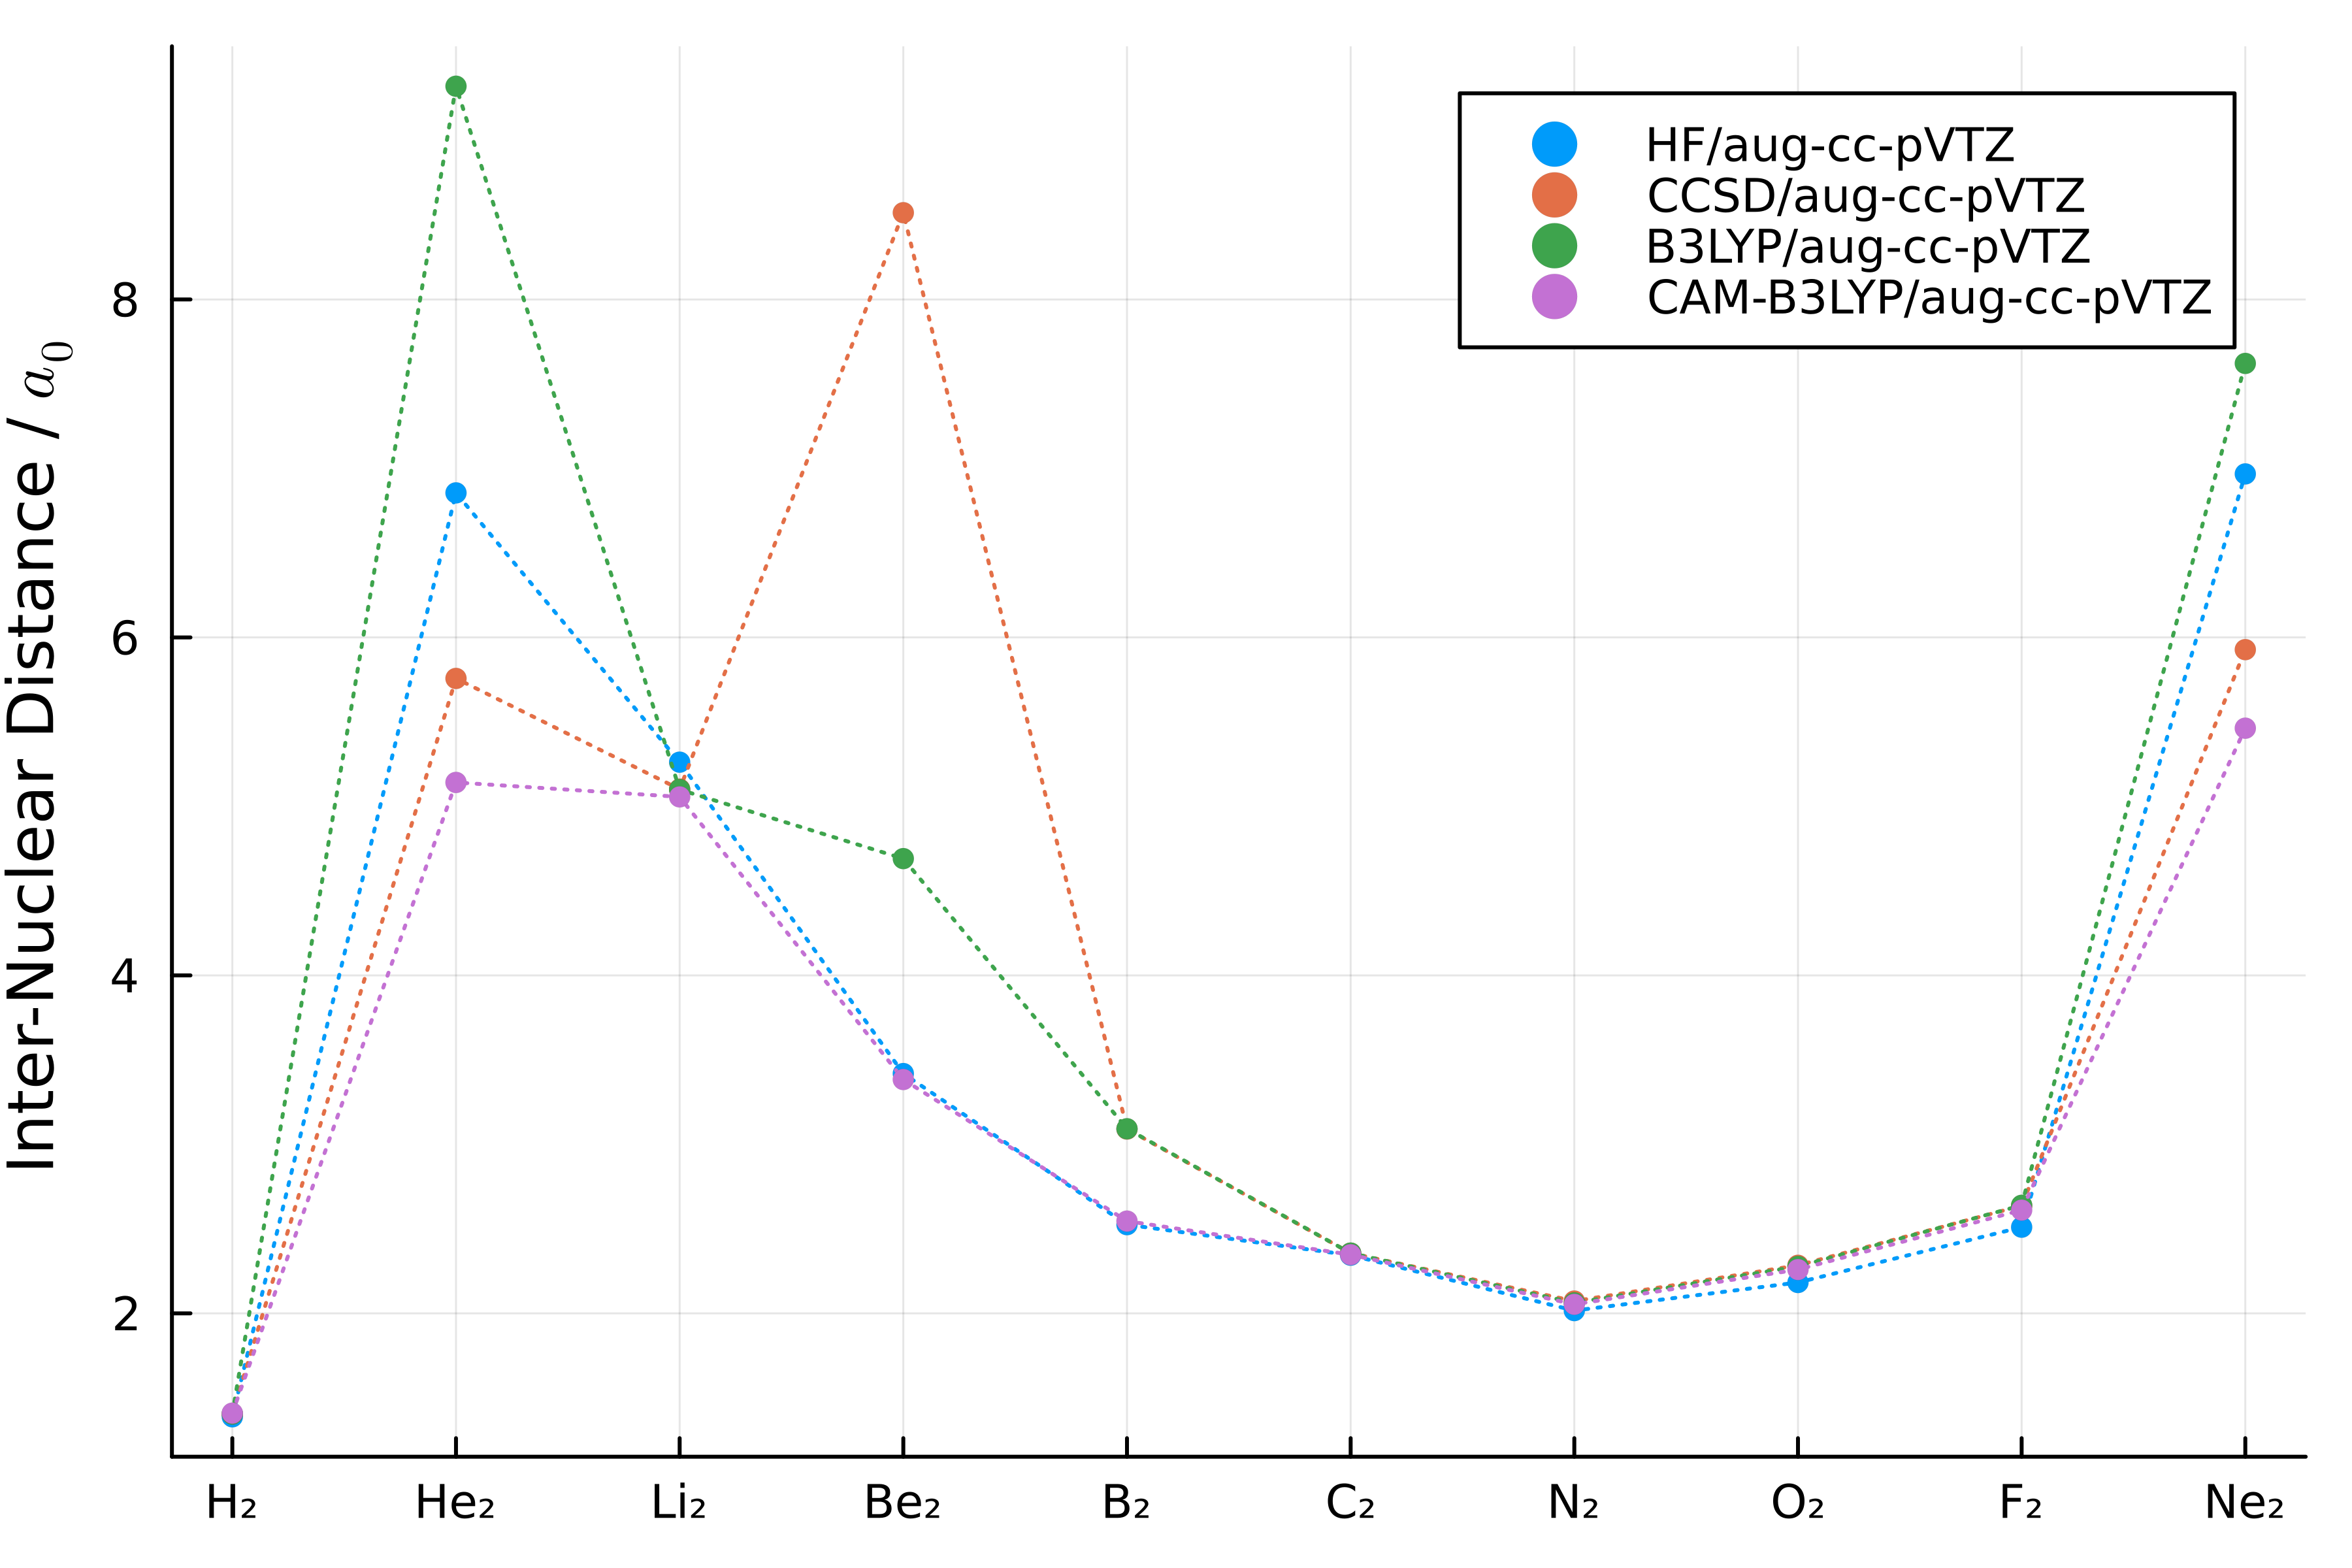 Inter-Nuclear Distance / a₀
8
6
4
2
HF/aug-cc-pVTZ
CCSD/aug-cc-pVTZ
B3LYP/aug-cc-pVTZ
CAM-B3LYP/aug-cc-pVTZ
H₂ He₂ Li₂ Be₂ B₂ C₂ N₂ O₂ F₂ Ne₂